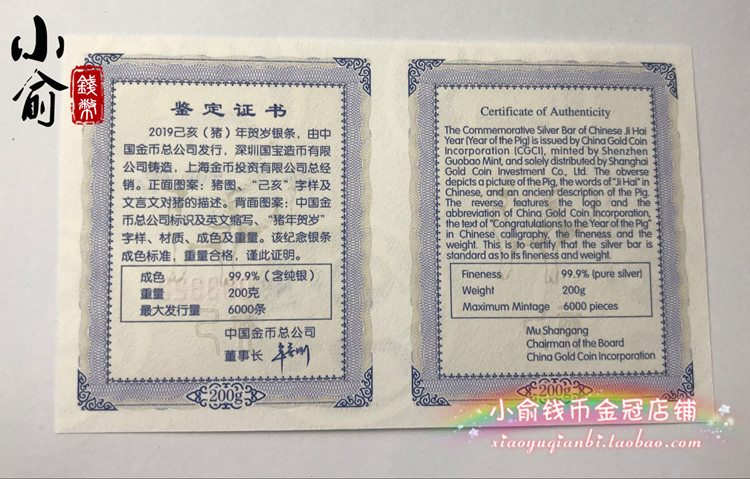 小俞
錢幣
鉴定证书
2019己亥（猪）年贺岁银条，由中
国金币总公司发行，深圳国宝造币有限
公司铸造，上海金币投资有限公司总经
销。正面图案：猪图、“己亥”字样及
文言文对猪的描述。背面图案：中国金
币总公司标识及英文缩写、“猪年贺岁”
字样、材质、成色及重量。该纪念银条
成色标准，重量合格，谨此证明。
成色 99.9%（含纯银）
重量 200克
最大发行量 6000条
中国金币总公司
董事长
200g
Certificate of Authenticity
The Commemorative Silver Bar of Chinese Ji Hai
Year (Year of the Pig) is issued by China Gold Coin
Incorporation (CGCI), minted by Shenzhen
Guobao Mint, and solely distributed by Shanghai
Gold Coin Investment Co., Ltd. The obverse
depicts a picture of the Pig, the words of "Ji Hai" in
Chinese, and an ancient description of the Pig.
The reverse features the logo and the
abbreviation of China Gold Coin Incorporation,
the text of "Congratulations to the Year of the Pig"
in Chinese calligraphy, the fineness and the
weight. This is to certify that the silver bar is
standard as to its fineness and weight.
Fineness 99.9% (pure silver)
Weight 200g
Maximum Mintage 6000 pieces
Mu Shangang
Chairman of the Board
China Gold Coin Incorporation
200g
小俞钱币金冠店铺
xiaoyuqianbi.taobao.com